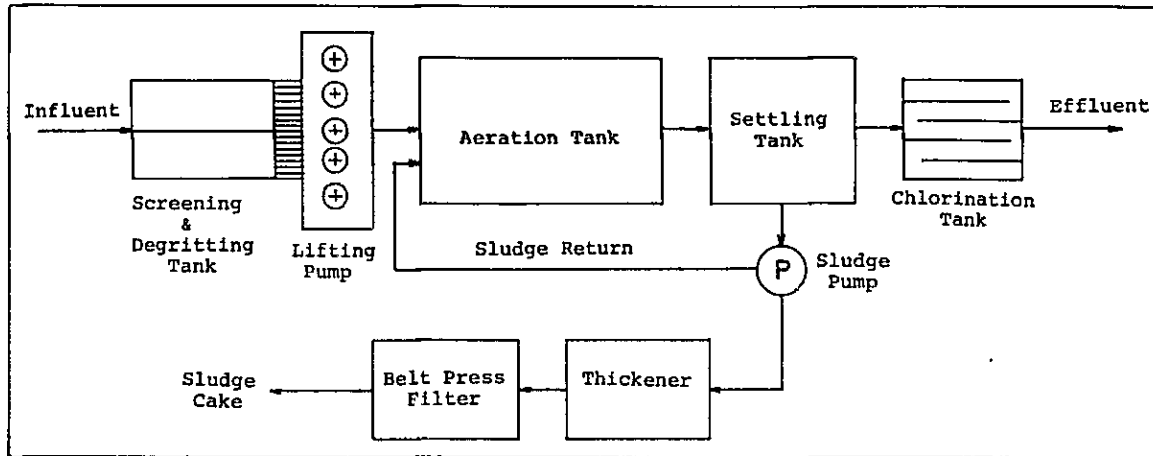 Influent
Screening
&
Degritting
Tank
Lifting
Pump
Aeration Tank
Settling
Tank
Chlorination
Tank
Effluent
Sludge Return
P
Sludge
Pump
Thickener
Belt Press
Filter
Sludge
Cake